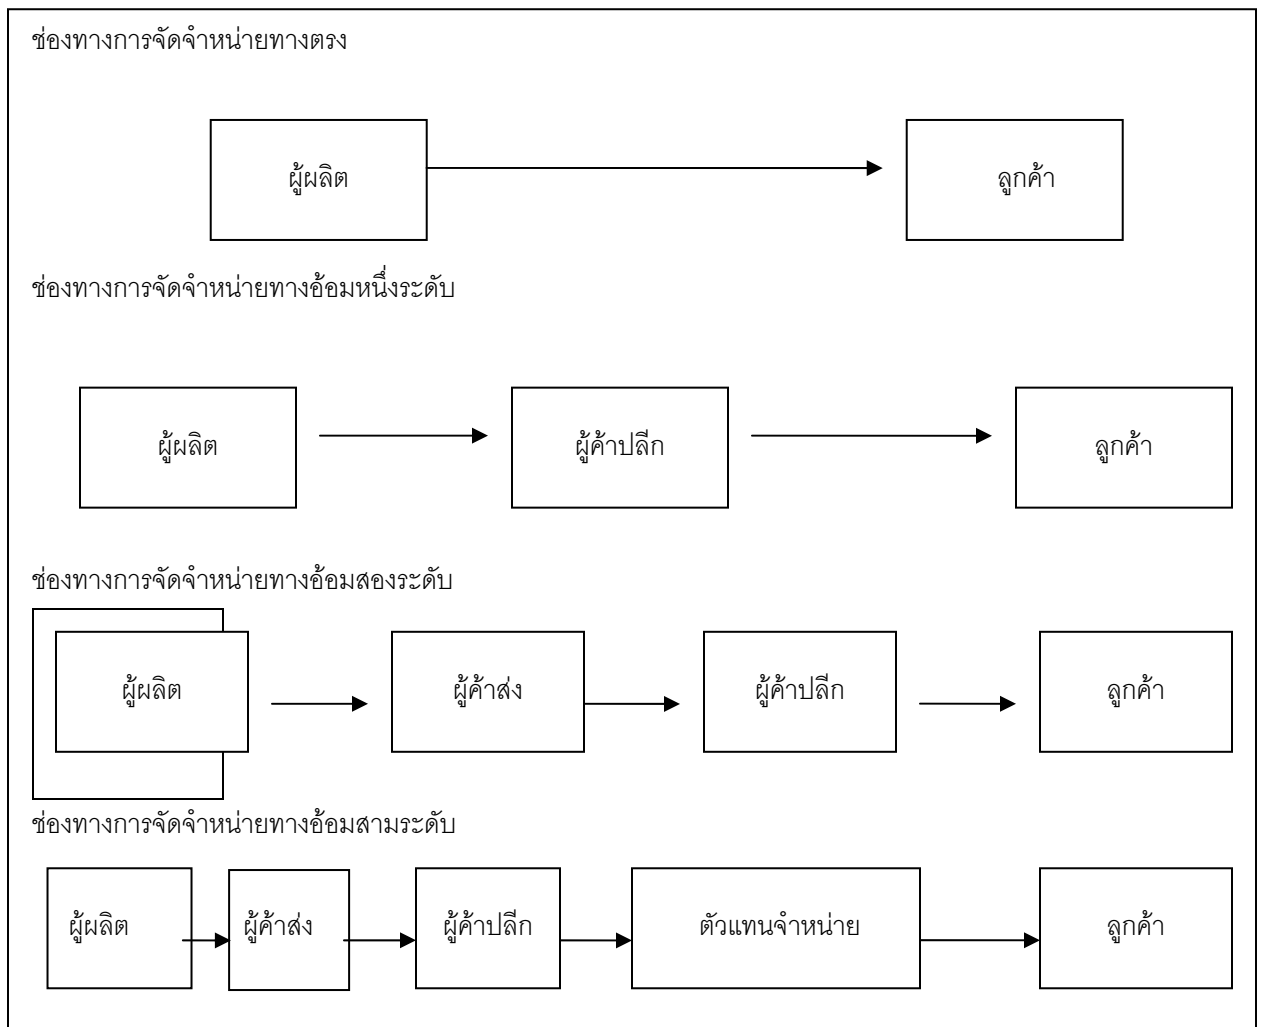 ช่องทางการจัดจำหน่ายทางตรง
ผู้ผลิต ลูกค้า
ช่องทางการจัดจำหน่ายทางอ้อมหนึ่งระดับ
ผู้ผลิต ผู้ค้าปลีก ลูกค้า
ช่องทางการจัดจำหน่ายทางอ้อมสองระดับ
ผู้ผลิต ผู้ค้าส่ง ผู้ค้าปลีก ลูกค้า
ช่องทางการจัดจำหน่ายทางอ้อมสามระดับ
ผู้ผลิต ผู้ค้าส่ง ผู้ค้าปลีก ตัวแทนจำหน่าย ลูกค้า